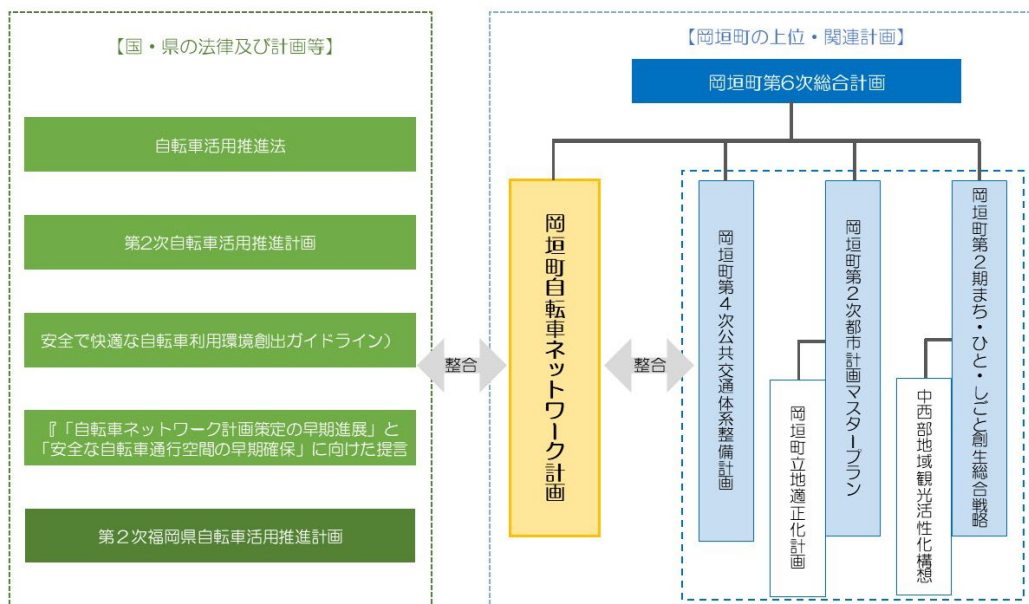 【国・県の法律及び計画等】
自転車活用推進法
第2次自転車活用推進計画
安全で快適な自転車利用環境創出ガイドライン）
『「自転車ネットワーク計画策定の早期進展」と
「安全な自転車通行空間の早期確保」に向けた提言
第２次福岡県自転車活用推進計画
整合
【岡垣町の上位・関連計画】
岡垣町第6次総合計画
岡垣町自転車ネットワーク計画
整合
岡垣町第４次公共交通体系整備計画
岡垣町立地適正化計画
岡垣町第２次都市計画マスタープラン
中西部地域観光活性化構想
岡垣町第２期まち・ひと・しごと創生総合戦略